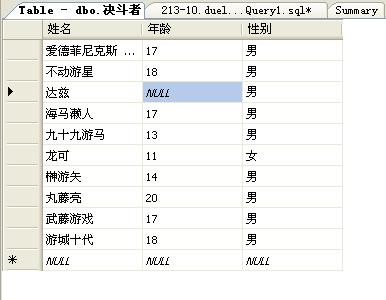 Table - dbo.决斗者 213-10.duel...Query1.sql* Summary
姓名 年龄 性别
爱德菲尼克斯 ... 17 男
不动游星 18 男
达兹 NULL 男
海马濑人 17 男
九十九游马 13 男
龙可 11 女
榊游矢 14 男
丸藤亮 20 男
武藤游戏 17 男
游城十代 18 男
NULL NULL NULL